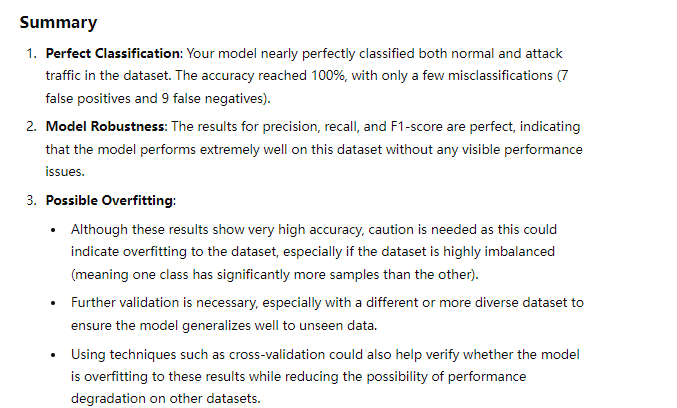 Summary
1. Perfect Classification: Your model nearly perfectly classified both normal and attack
traffic in the dataset. The accuracy reached 100%, with only a few misclassifications (7
false positives and 9 false negatives).
2. Model Robustness: The results for precision, recall, and F1-score are perfect, indicating
that the model performs extremely well on this dataset without any visible performance
issues.
3. Possible Overfitting:
• Although these results show very high accuracy, caution is needed as this could
indicate overfitting to the dataset, especially if the dataset is highly imbalanced
(meaning one class has significantly more samples than the other).
• Further validation is necessary, especially with a different or more diverse dataset to
ensure the model generalizes well to unseen data.
• Using techniques such as cross-validation could also help verify whether the model
is overfitting to these results while reducing the possibility of performance
degradation on other datasets.